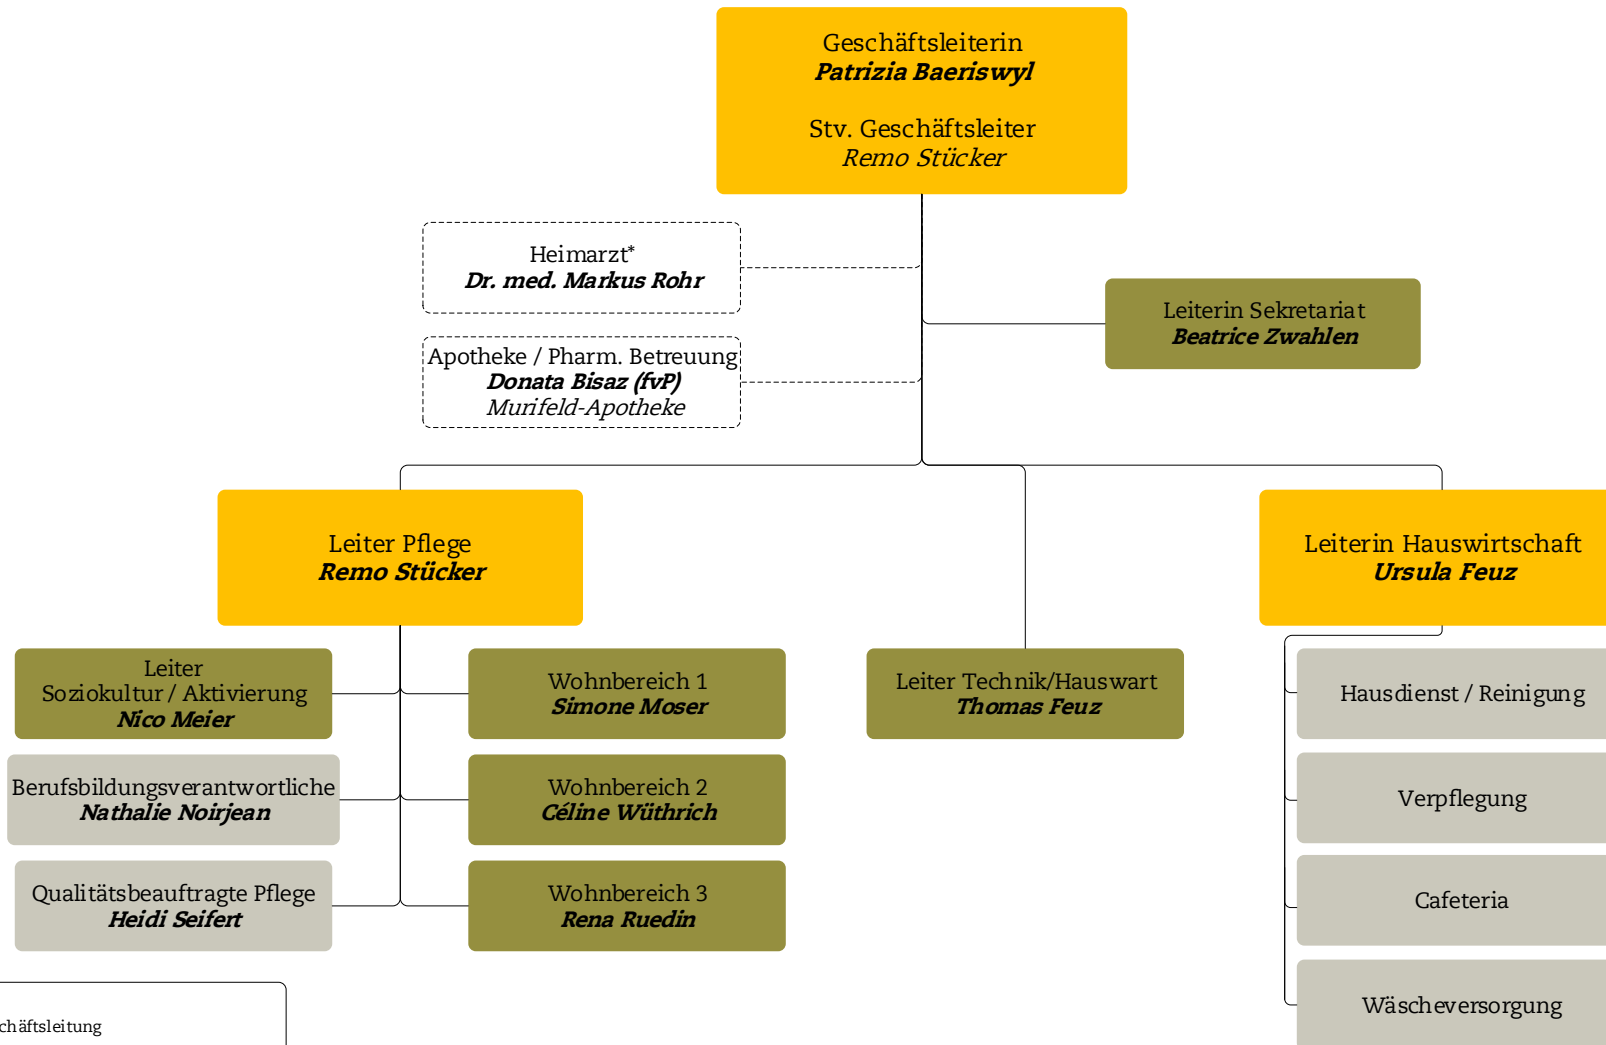 Geschäftsleiterin
Patrizia Baeriswyl
Stv. Geschäftsleiter
Remo Stücker
Heimarzt*
Dr. med. Markus Rohr
Leiterin Sekretariat
Beatrice Zwahlen
Apotheke / Pharm. Betreuung
Donata Bisaz (fvP)
Murifeld-Apotheke
Leiter Pflege
Remo Stücker
Leiterin Hauswirtschaft
Ursula Feuz
Leiter
Soziokultur / Aktivierung
Nico Meier
Wohnbereich 1
Simone Moser
Leiter Technik/Hauswart
Thomas Feuz
Hausdienst / Reinigung
Berufsbildungsverantwortliche
Nathalie Noirjean
Wohnbereich 2
Céline Wüthrich
Verpflegung
Qualitätsbeauftragte Pflege
Heidi Seifert
Wohnbereich 3
Rena Ruedin
Cafeteria
Wäscheversorgung
chäftsleitung